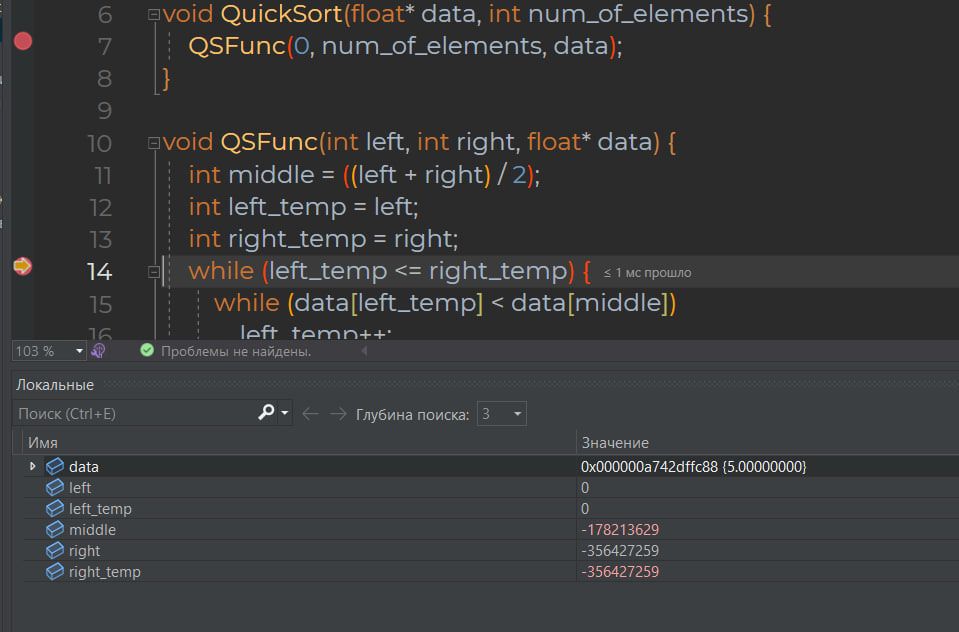 6 void QuickSort(float* data, int num_of_elements) {
7 QSFunc(0, num_of_elements, data);
8 }
9
10 void QSFunc(int left, int right, float* data) {
11 int middle = ((left + right) / 2);
12 int left_temp = left;
13 int right_temp = right;
14 while (left_temp <= right_temp) { ≤ 1 мс прошло
15 while (data[left_temp] < data[middle])
16 left_temp++;
103 % Проблемы не найдены.
Локальные
Поиск (Ctrl+E) Глубина поиска: 3
Имя Значение
data 0x000000a742dffc88 {5.00000000}
left 0
left_temp 0
middle -178213629
right -356427259
right_temp -356427259